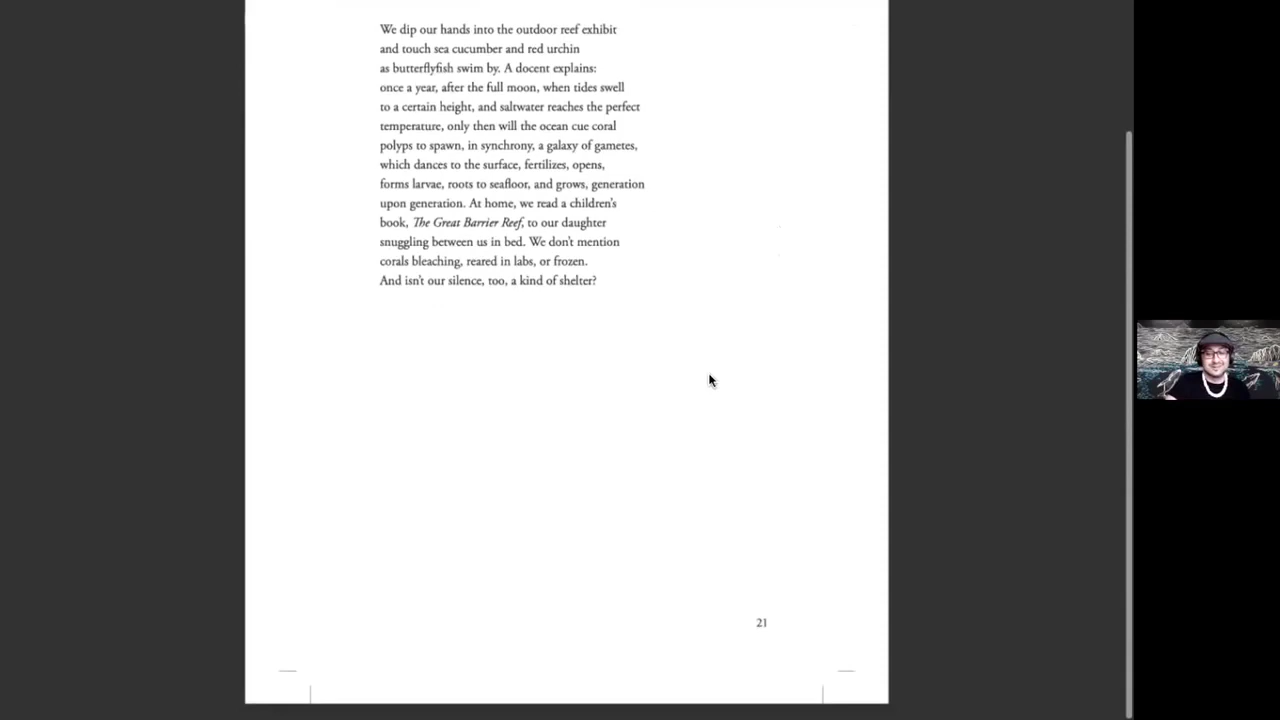 We dip our hands into the outdoor reef exhibit
and touch sea cucumber and red urchin
as butterflyfish swim by. A docent explains:
once a year, after the full moon, when tides swell
to a certain height, and saltwater reaches the perfect
temperature, only then will the ocean cue coral
polyps to spawn, in synchrony, a galaxy of gametes,
which dances to the surface, fertilizes, opens,
forms larvae, roots to seafloor, and grows, generation
upon generation. At home, we read a children's
book, The Great Barrier Reef, to our daughter
snuggling between us in bed. We don't mention
corals bleaching, reared in labs, or frozen.
And isn't our silence, too, a kind of shelter?
21